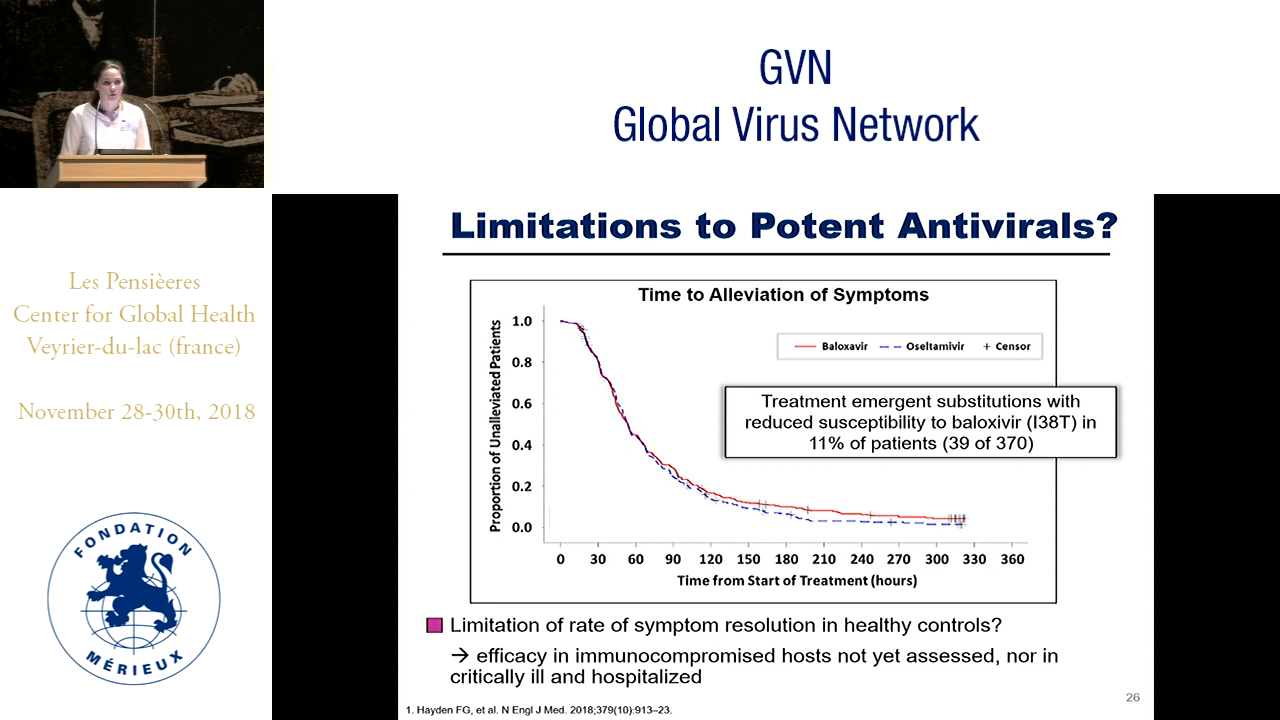 GVN
Global Virus Network
Les Pensièeres
Center for Global Health
Veyrier-du-lac (france)
November 28-30th, 2018
FONDATION
MÉRIEUX
Limitations to Potent Antivirals?
Time to Alleviation of Symptoms
Proportion of Unalleviated Patients
1.0
0.8
0.6
0.4
0.2
0.0
Baloxavir
Oseltamivir
+ Censor
Treatment emergent substitutions with
reduced susceptibility to baloxivir (I38T) in
11% of patients (39 of 370)
0 30 60 90 120 150 180 210 240 270 300 330 360
Time from Start of Treatment (hours)
Limitation of rate of symptom resolution in healthy controls?
→ efficacy in immunocompromised hosts not yet assessed, nor in
critically ill and hospitalized
26
1. Hayden FG, et al. N Engl J Med. 2018;379(10):913–23.